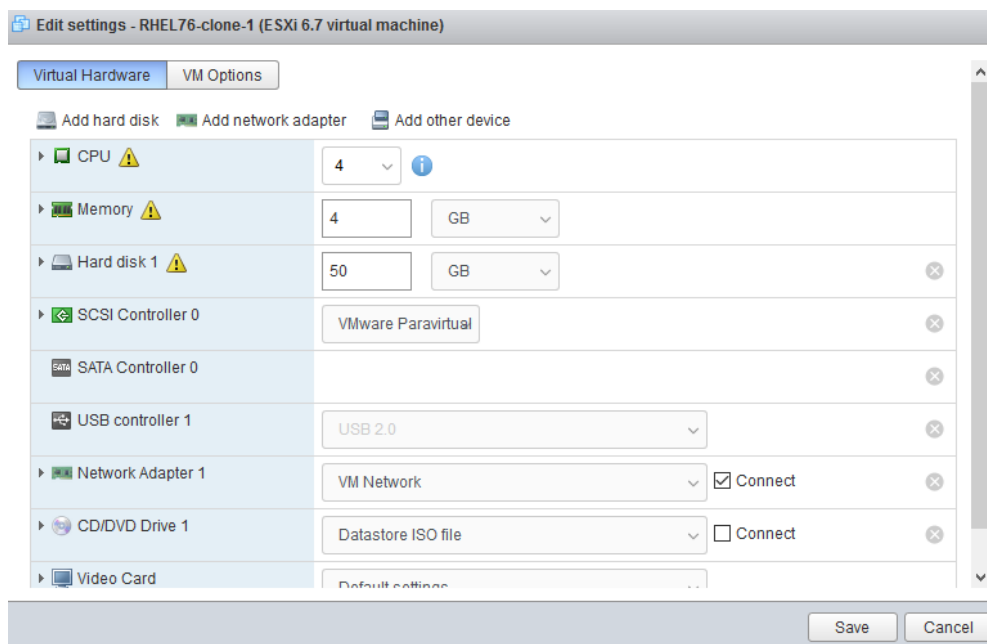 Edit settings - RHEL76-clone-1 (ESXi 6.7 virtual machine)
Virtual Hardware VM Options
Add hard disk Add network adapter Add other device
CPU 4
Memory 4 GB
Hard disk 1 50 GB
SCSI Controller 0 VMware Paravirtual
SATA SATA Controller 0
USB controller 1 USB 2.0
Network Adapter 1 VM Network Connect
CD/DVD Drive 1 Datastore ISO file Connect
Video Card Default settings
Save Cancel